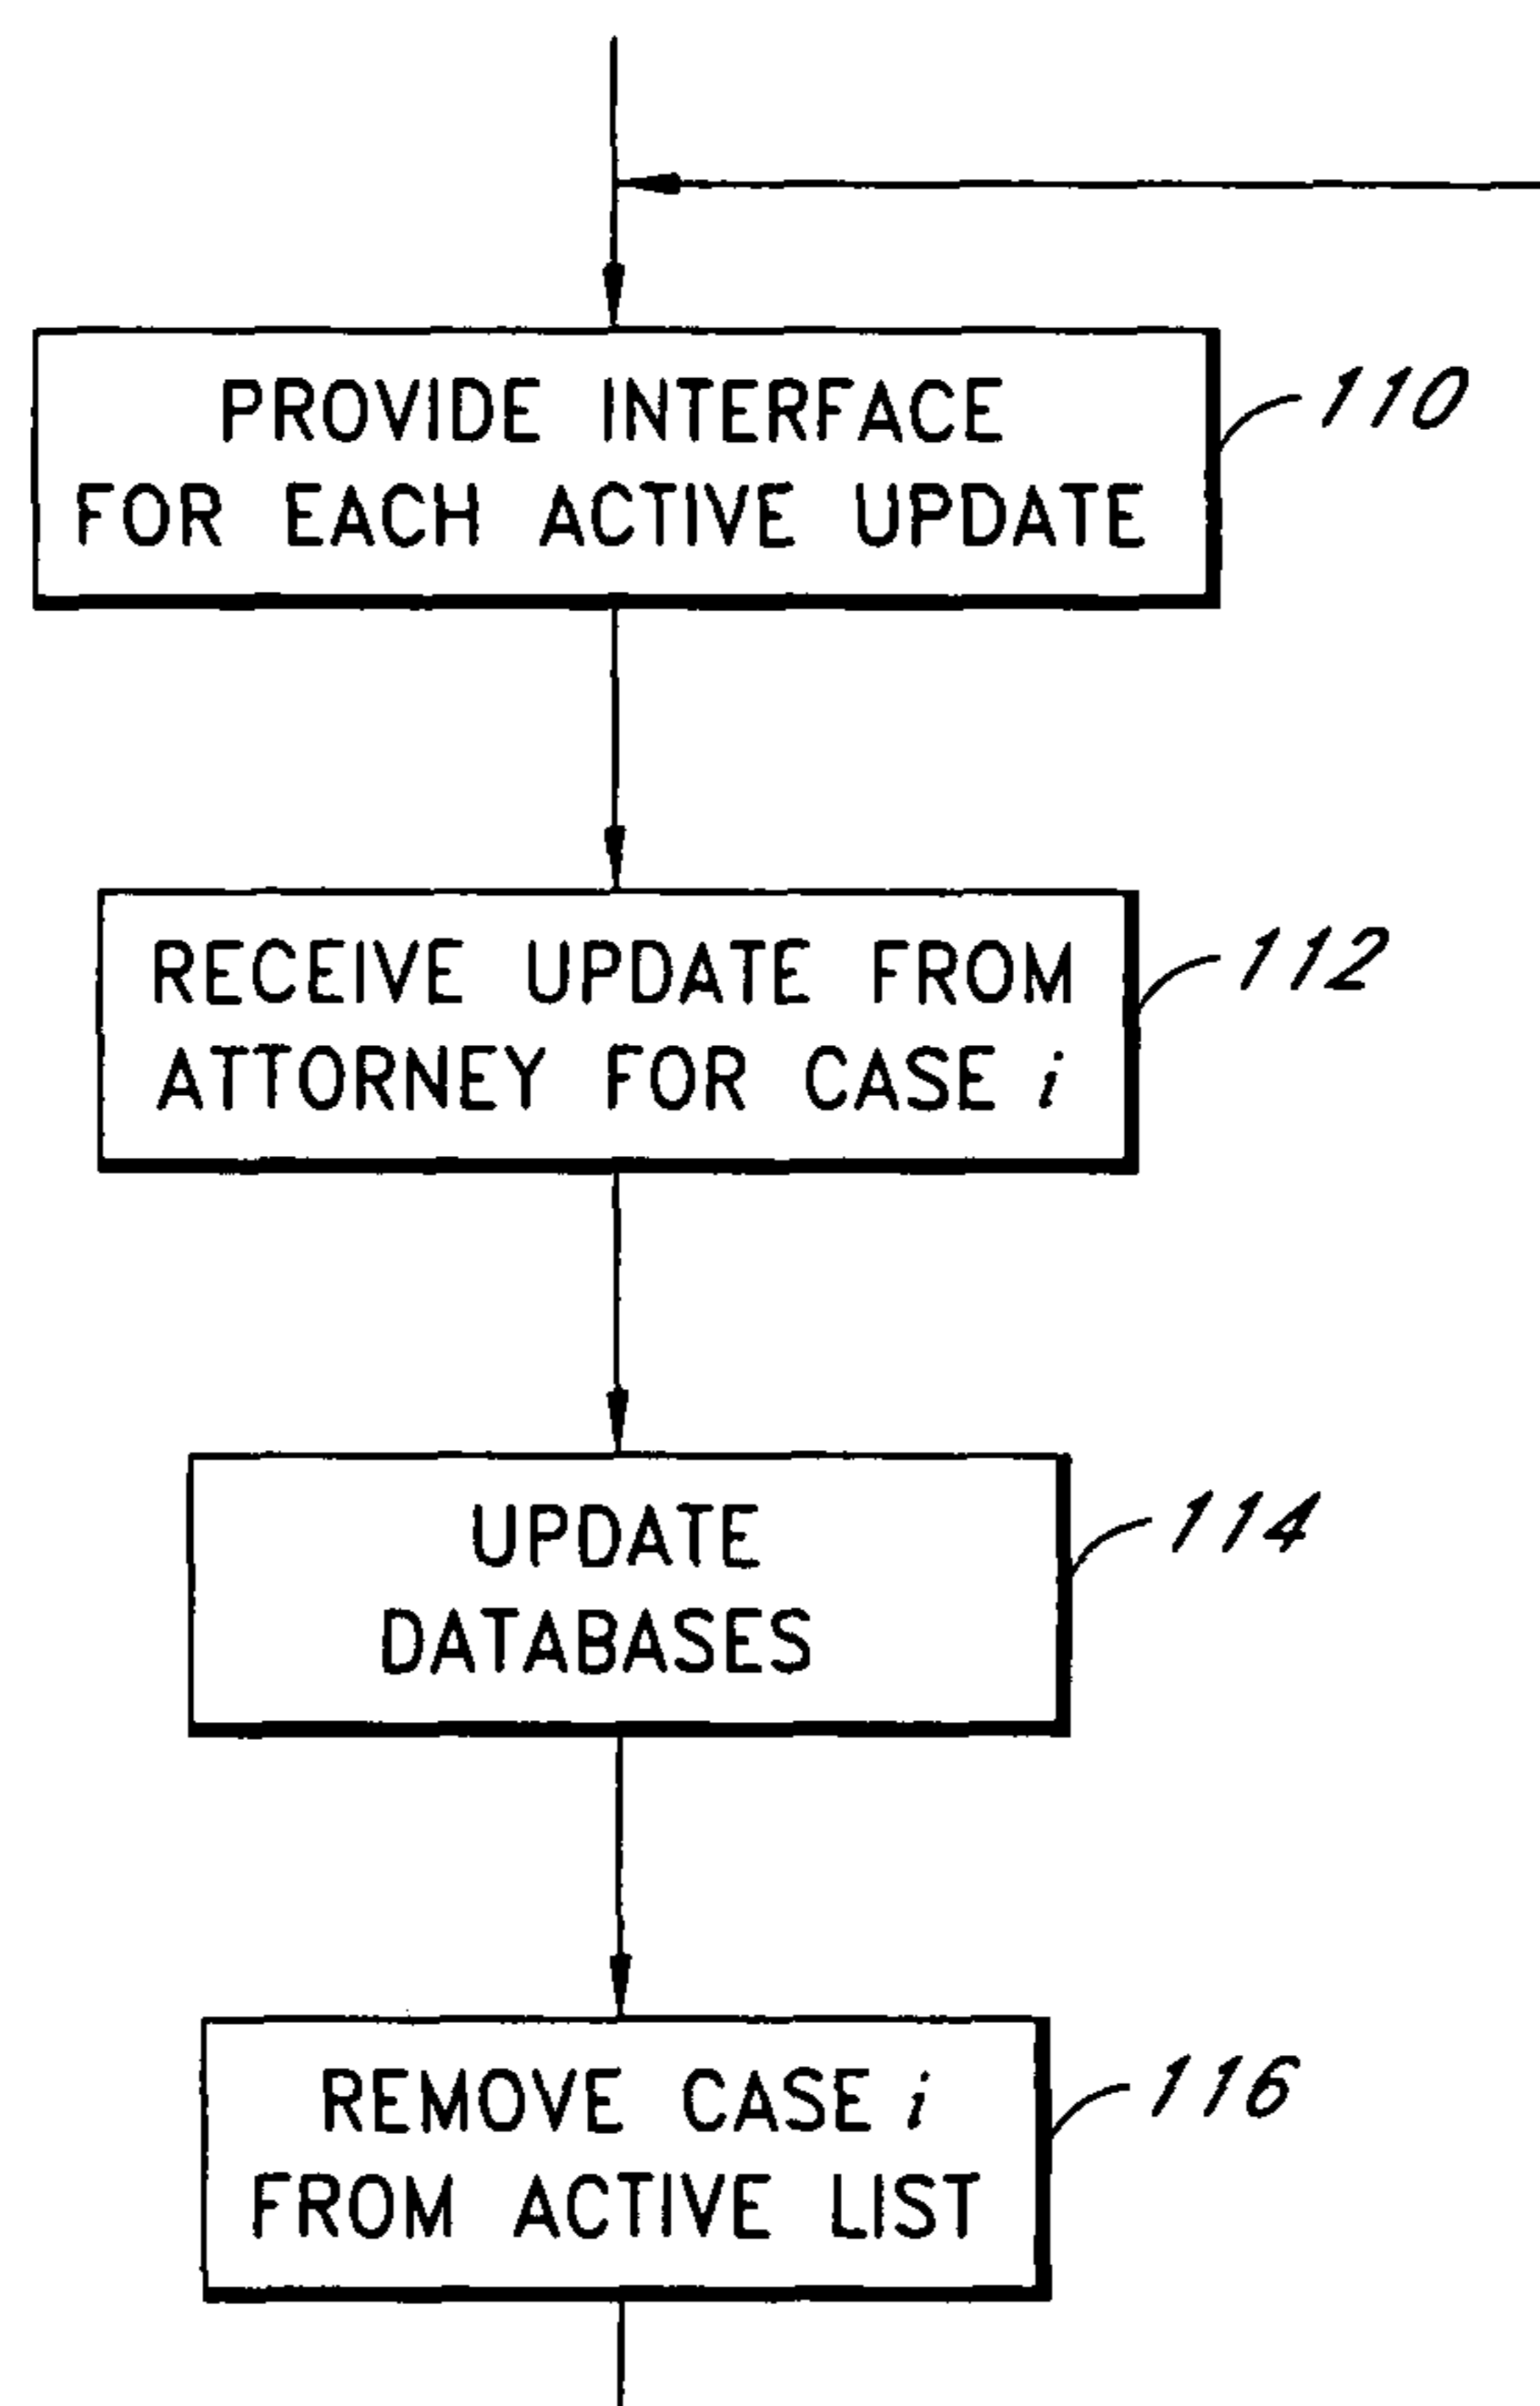 PROVIDE INTERFACE
FOR EACH ACTIVE UPDATE
110
RECEIVE UPDATE FROM
ATTORNEY FOR CASE i
112
UPDATE
DATABASES
114
REMOVE CASE i
FROM ACTIVE LIST
116